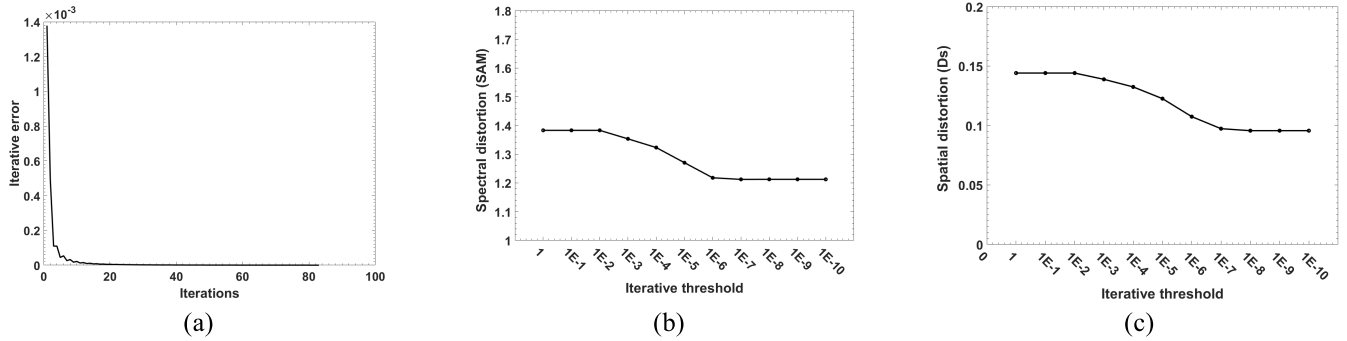 ×10-3
1.4
1.2
1
0.8
0.6
0.4
0.2
0
Iterative error
0 20 40 60 80 100
Iterations
(a)
1.8
1.7
1.6
1.5
1.4
1.3
1.2
1.1
1
Spectral distortion (SAM)
1 1E-1 1E-2 1E-3 1E-4 1E-5 1E-6 1E-7 1E-8 1E-9 1E-10
Iterative threshold
(b)
0.2
0.15
0.1
0.05
0
Spatial distortion (Ds)
0 1 1E-1 1E-2 1E-3 1E-4 1E-5 1E-6 1E-7 1E-8 1E-9 1E-10
Iterative threshold
(c)